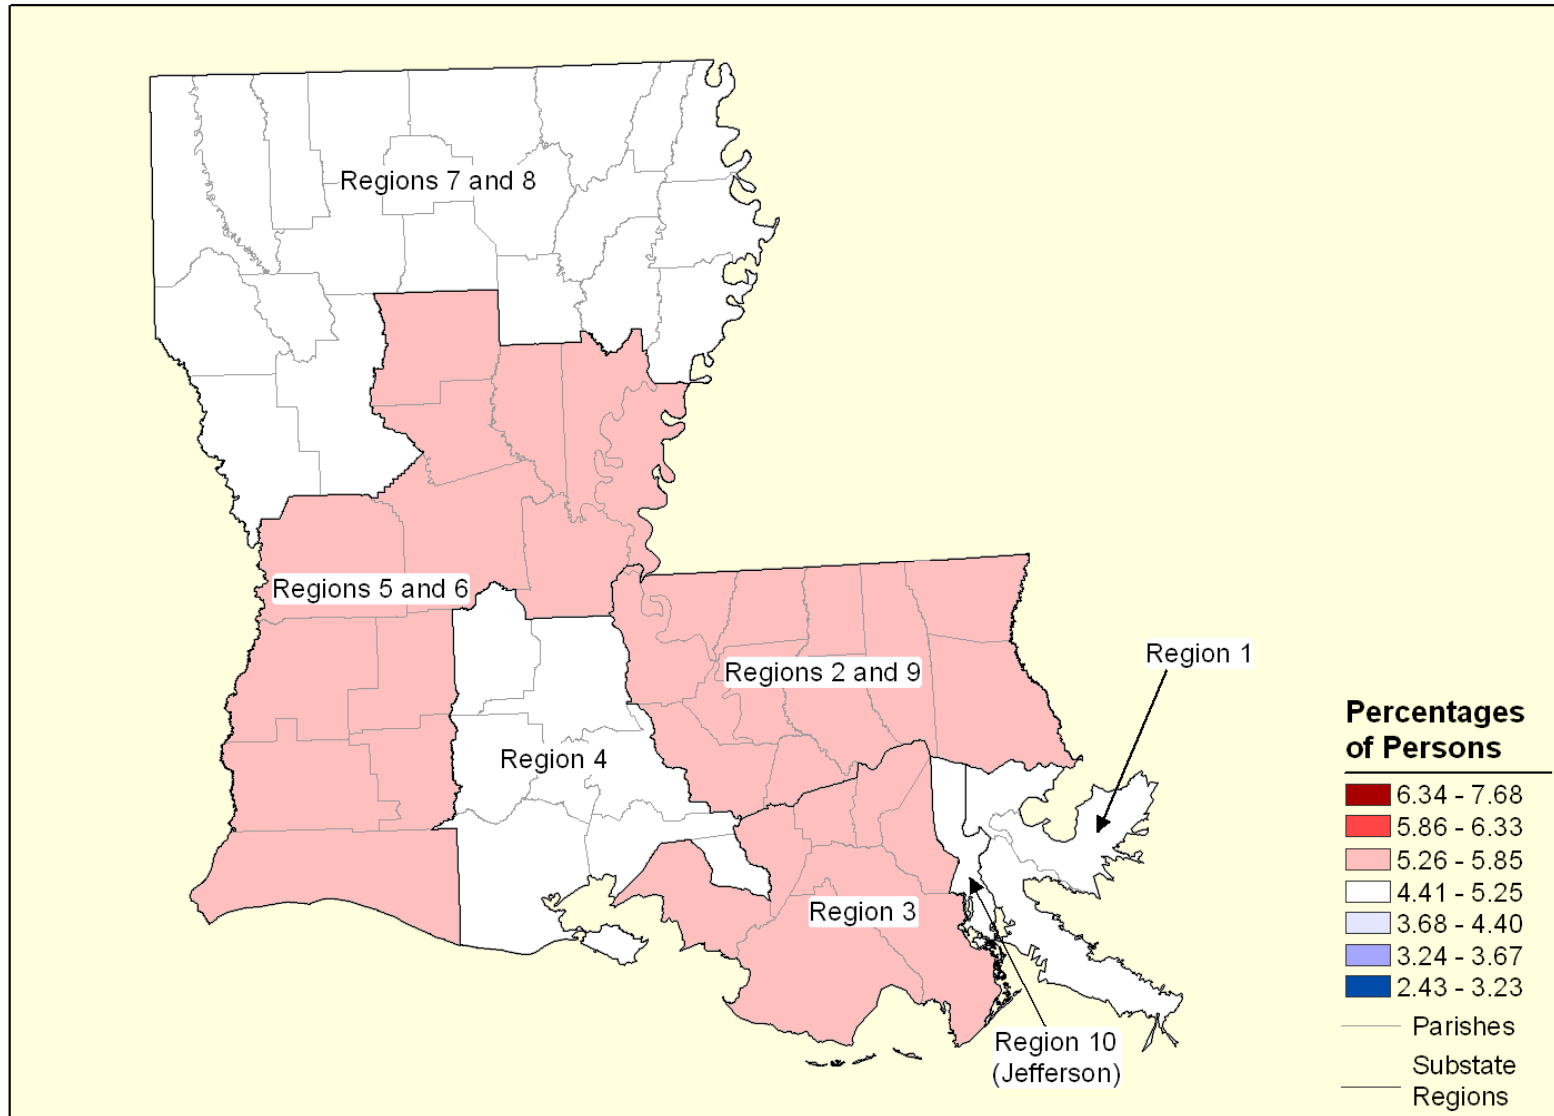 Regions 7 and 8
Regions 5 and 6
Region 1
Regions 2 and 9
Region 4
Region 3
Region 10
(Jefferson)
Percentages
of Persons
6.34 - 7.68
5.86 - 6.33
5.26 - 5.85
4.41 - 5.25
3.68 - 4.40
3.24 - 3.67
2.43 - 3.23
Parishes
Substate
Regions